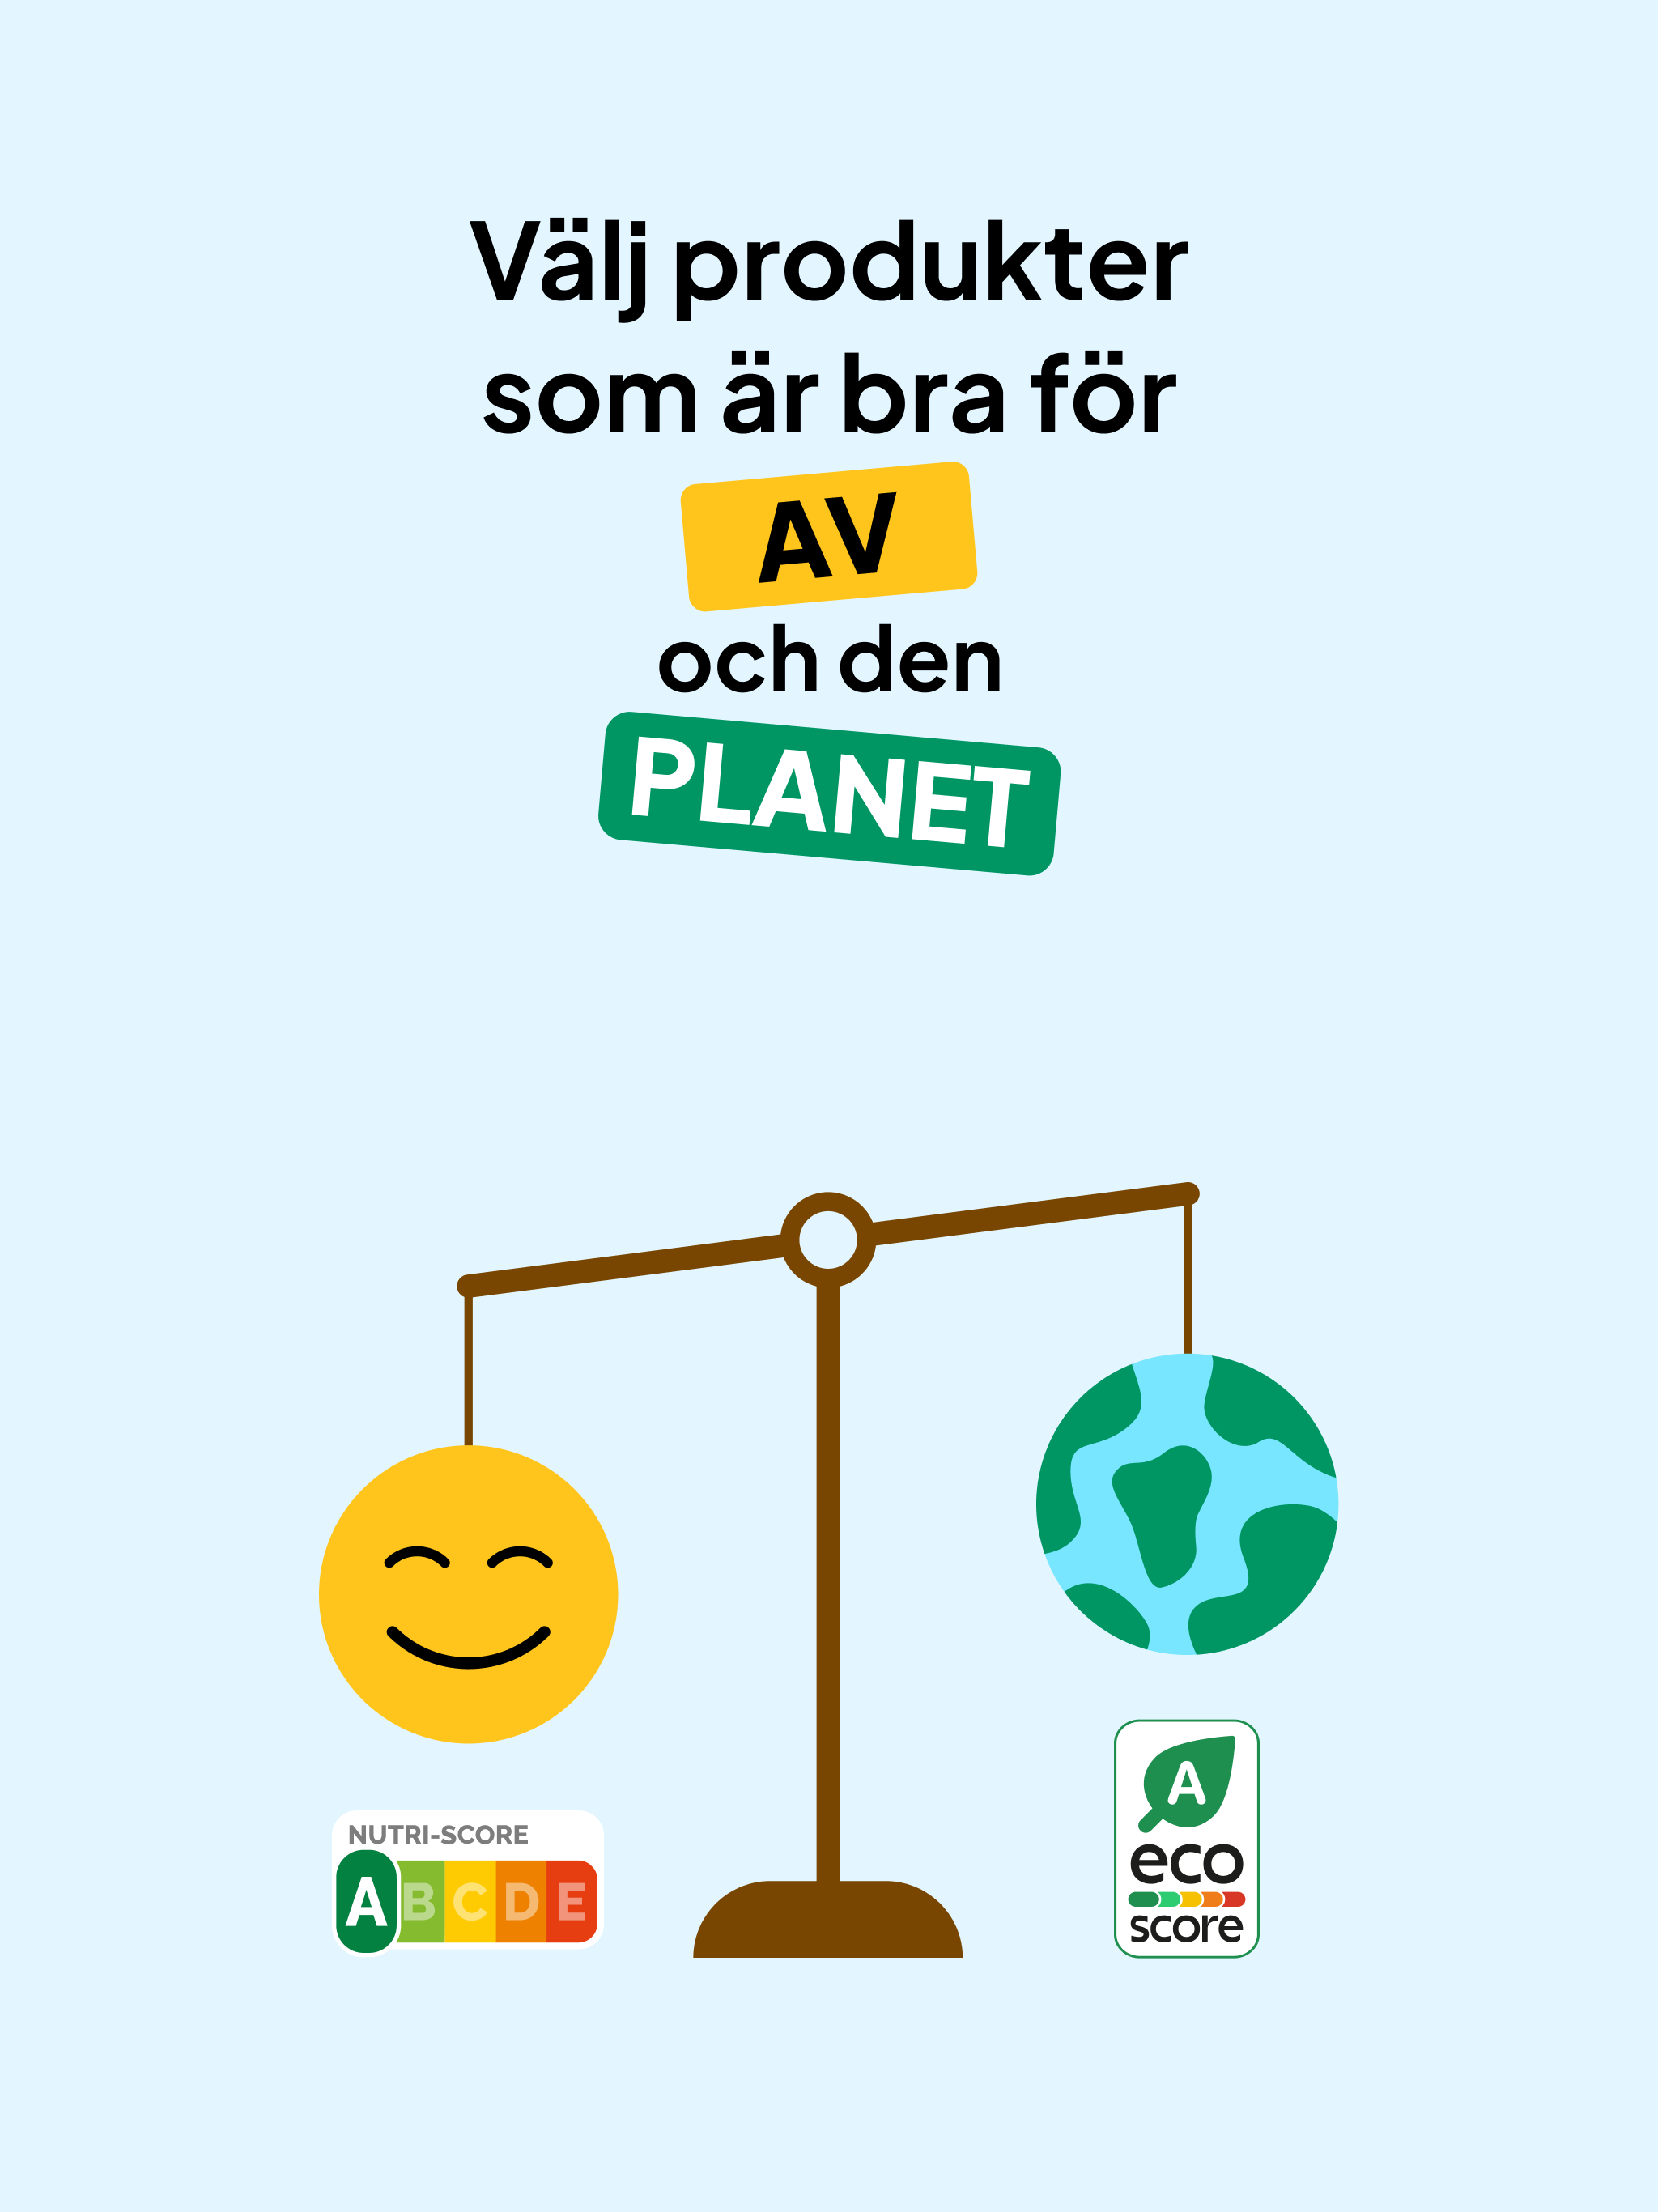 Välj produkter
som är bra för
AV
och den
PLANET
NUTRI-SCORE
A B C D E
A
eco
score